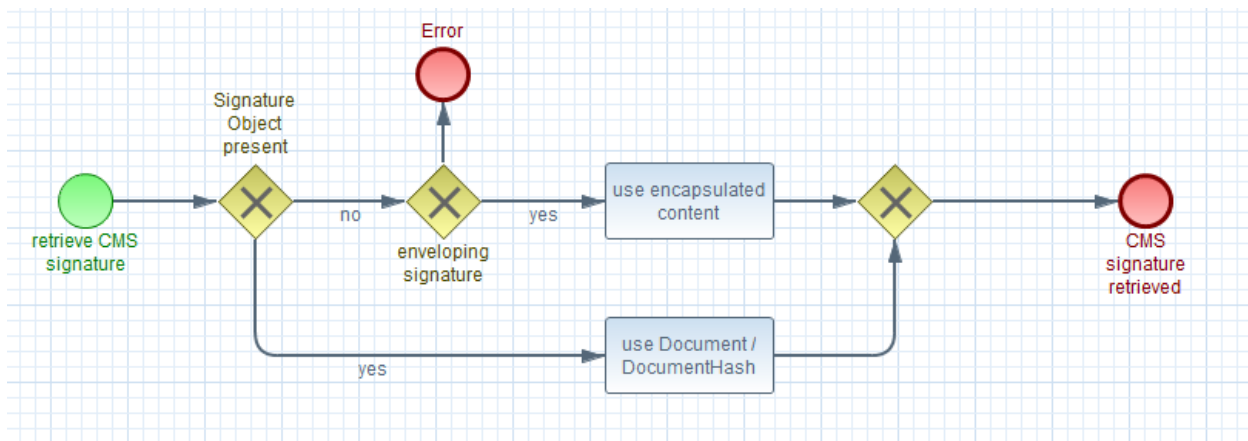 Error
Signature
Object
present
retrieve CMS
signature
no
enveloping
signature
yes
use encapsulated
content
CMS
signature
retrieved
yes
use Document /
DocumentHash